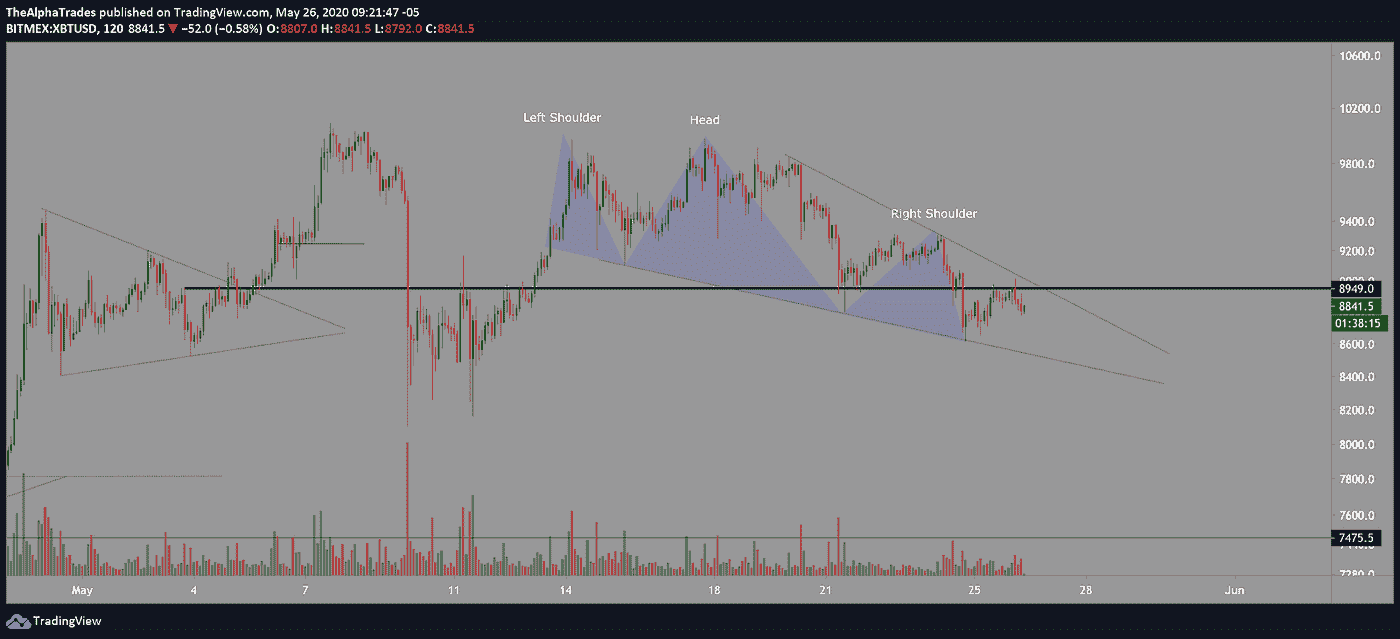 TheAlphaTrades published on TradingView.com, May 26, 2020 09:21:47 -05
BITMEX:XBTUSD, 120 8841.5 ▼ −52.0 (−0.58%) O:8807.0 H:8841.5 L:8792.0 C:8841.5
10600.0
10200.0
Left Shoulder
Head
9800.0
Right Shoulder
9400.0
9200.0
8949.0
8841.5
01:38:15
8600.0
8400.0
8200.0
8000.0
7800.0
7600.0
7475.5
7280.0
May 4 7 11 14 18 21 25 28 Jun
TradingView